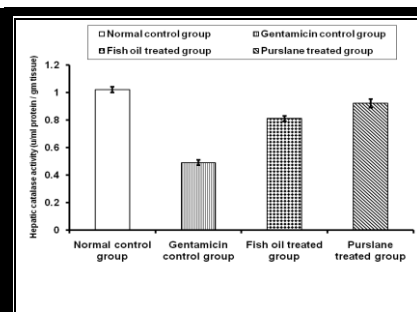 Normal control group
Gentamicin control group
Fish oil treated group
Purslane treated group
Hepatic catalase activity (u/ml protein / gm tissue)
1.2
1
0.8
0.6
0.4
0.2
0
Normal control
group
Gentamicin
control group
Fish oil treated
group
Purslane
treated group